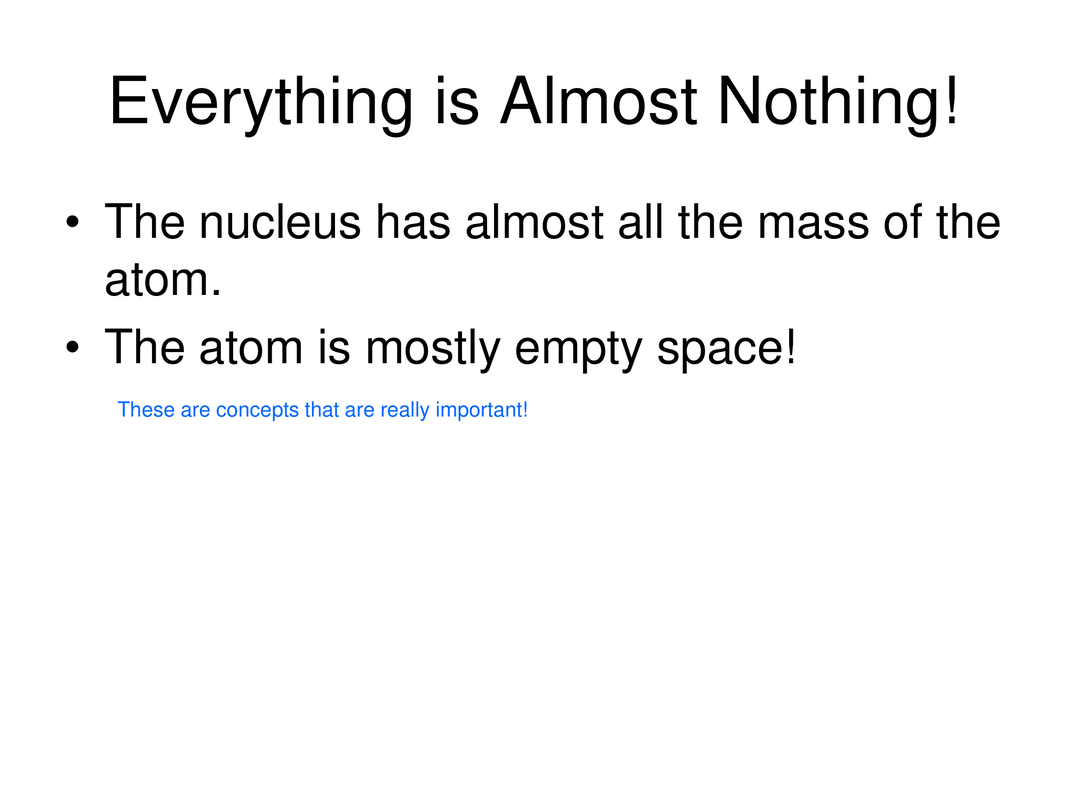 Everything is Almost Nothing!
• The nucleus has almost all the mass of the
atom.
• The atom is mostly empty space!
These are concepts that are really important!